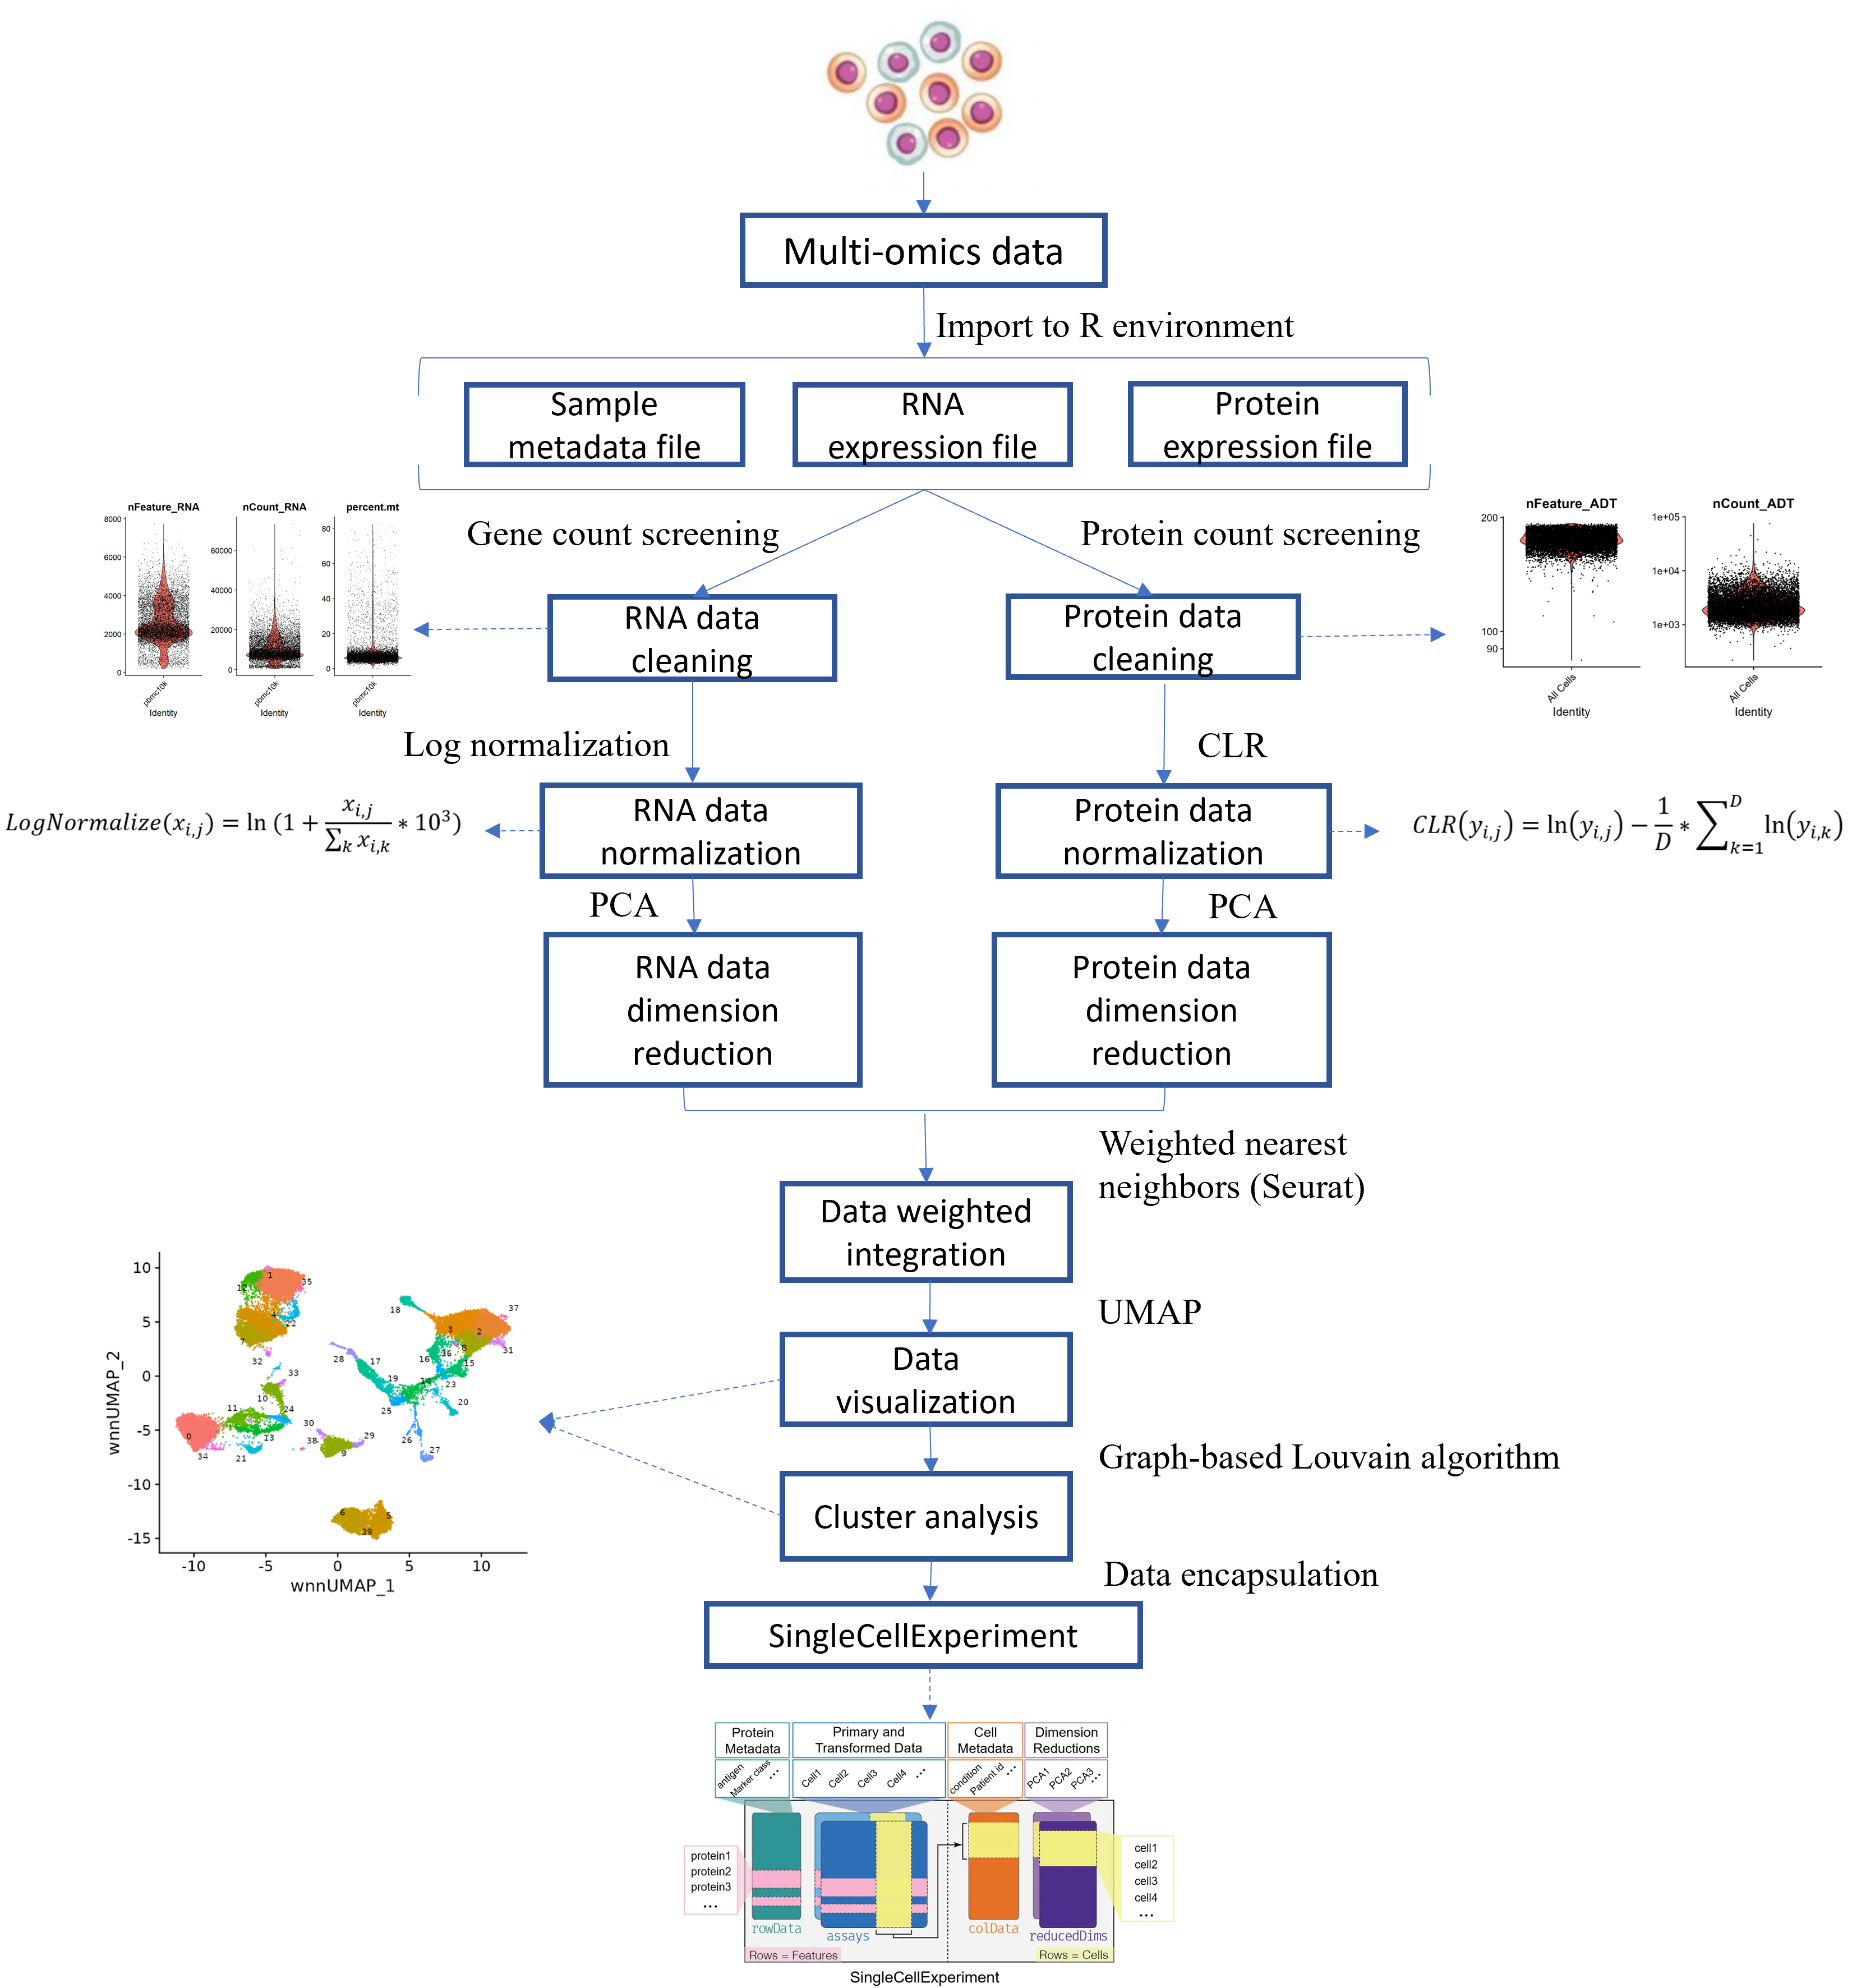 Multi-omics data
Import to R environment
Sample
metadata file
RNA
expression file
Protein
expression file
Gene count screening
Protein count screening
nFeature_RNA
8000
6000
4000
2000
0
pbmc10k
Identity
nCount_RNA
60000
40000
20000
0
pbmc10k
Identity
percent.mt
80
60
40
20
0
pbmc10k
Identity
RNA data
cleaning
Protein data
cleaning
nFeature_ADT
200
100
90
All Cells
Identity
nCount_ADT
1e+05
1e+04
1e+03
All Cells
Identity
Log normalization
CLR
LogNormalize(x_{i,j}) = ln (1 + x_{i,j} / ∑_k x_{i,k} * 10^3)
RNA data
normalization
Protein data
normalization
CLR(y_{i,j}) = ln(y_{i,j}) − 1/D * ∑_{k=1}^{D} ln(y_{i,k})
PCA
PCA
RNA data
dimension
reduction
Protein data
dimension
reduction
Weighted nearest
neighbors (Seurat)
Data weighted
integration
UMAP
Data
visualization
Graph-based Louvain algorithm
Cluster analysis
Data encapsulation
wnnUMAP_2
10
5
0
-5
-10
-15
1
35
12
4
22
7
32
33
10
24
11
13
21
0
34
30
38
29
9
6
5
39
18
37
3
2
8
31
16
36
15
14
23
20
28
17
19
25
26
27
-10
-5
0
5
10
wnnUMAP_1
SingleCellExperiment
Protein
Metadata
Primary and
Transformed Data
Cell
Metadata
Dimension
Reductions
antigen
Marker class
...
Cell1
Cell2
Cell3
Cell4
...
condition
Patient id
...
PCA1
PCA2
PCA3
...
protein1
protein2
protein3
...
cell1
cell2
cell3
cell4
...
rowData
assays
colData
reducedDims
Rows = Features
Rows = Cells
SingleCellExperiment